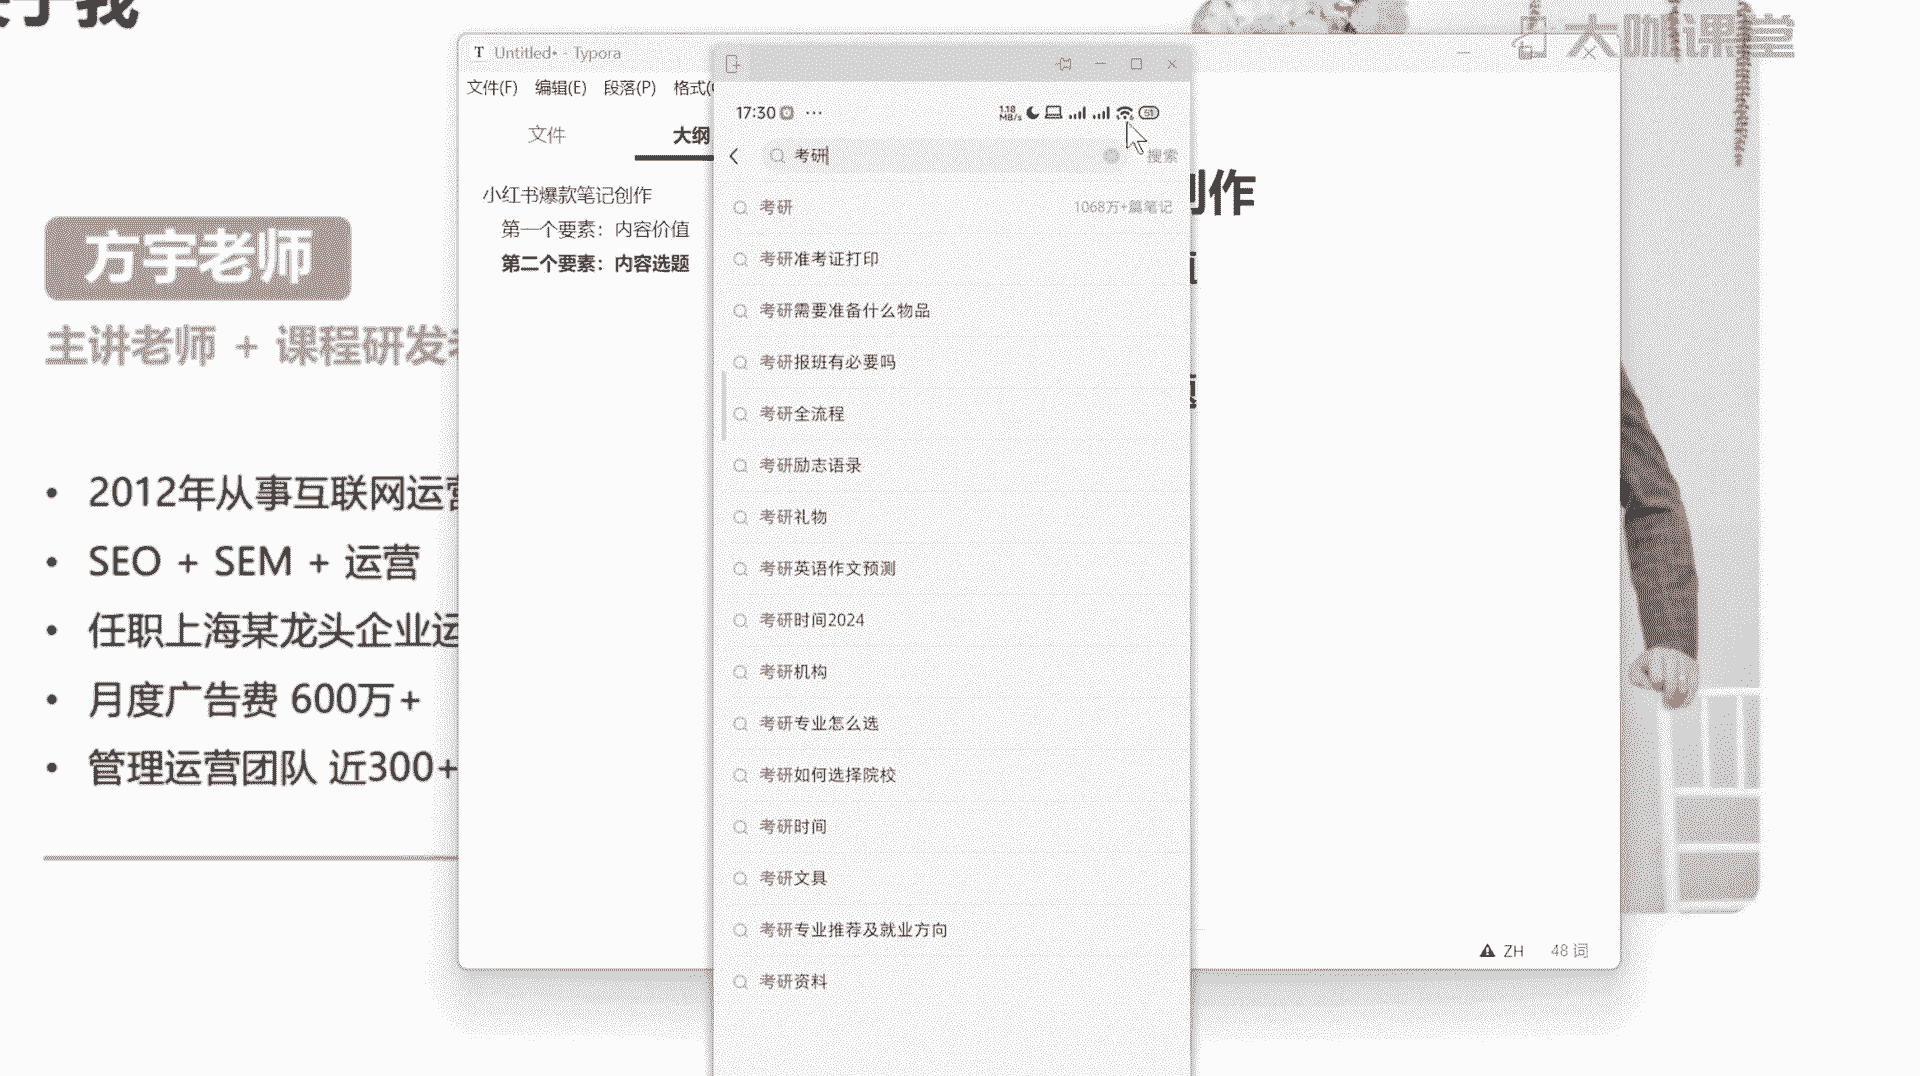 于我
大咖课堂
Untitled• - Typora
文件(F) 编辑(E) 段落(P) 格式(
文件
大纲
小红书爆款笔记创作
第一个要素：内容价值
第二个要素：内容选题
创作
方宇老师
主讲老师 + 课程研发
• 2012年从事互联网运营
• SEO + SEM + 运营
• 任职上海某龙头企业运
• 月度广告费 600万+
• 管理运营团队 近300+
17:30 ···
1.18 MB/s
51
考研
搜索
考研 1068万+篇笔记
考研准考证打印
考研需要准备什么物品
考研报班有必要吗
考研全流程
考研励志语录
考研礼物
考研英语作文预测
考研时间2024
考研机构
考研专业怎么选
考研如何选择院校
考研时间
考研文具
考研专业推荐及就业方向
考研资料
ZH 48 词